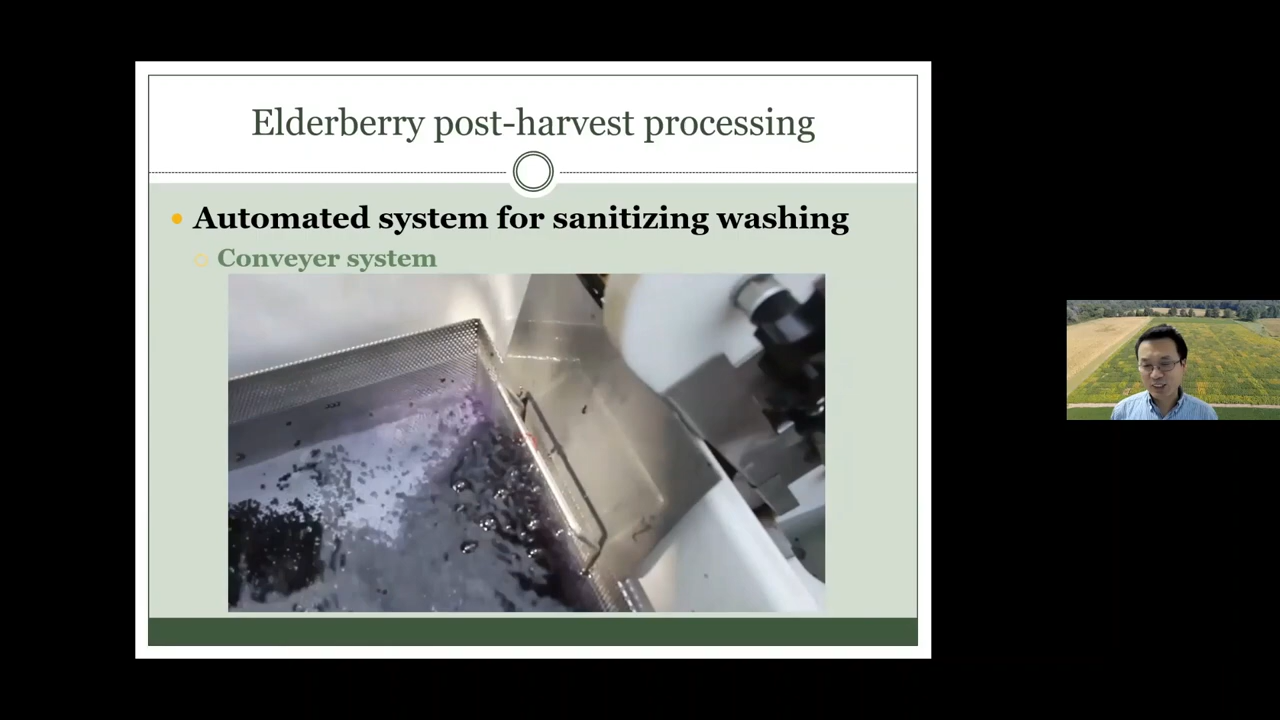 Elderberry post-harvest processing
Automated system for sanitizing washing
Conveyer system